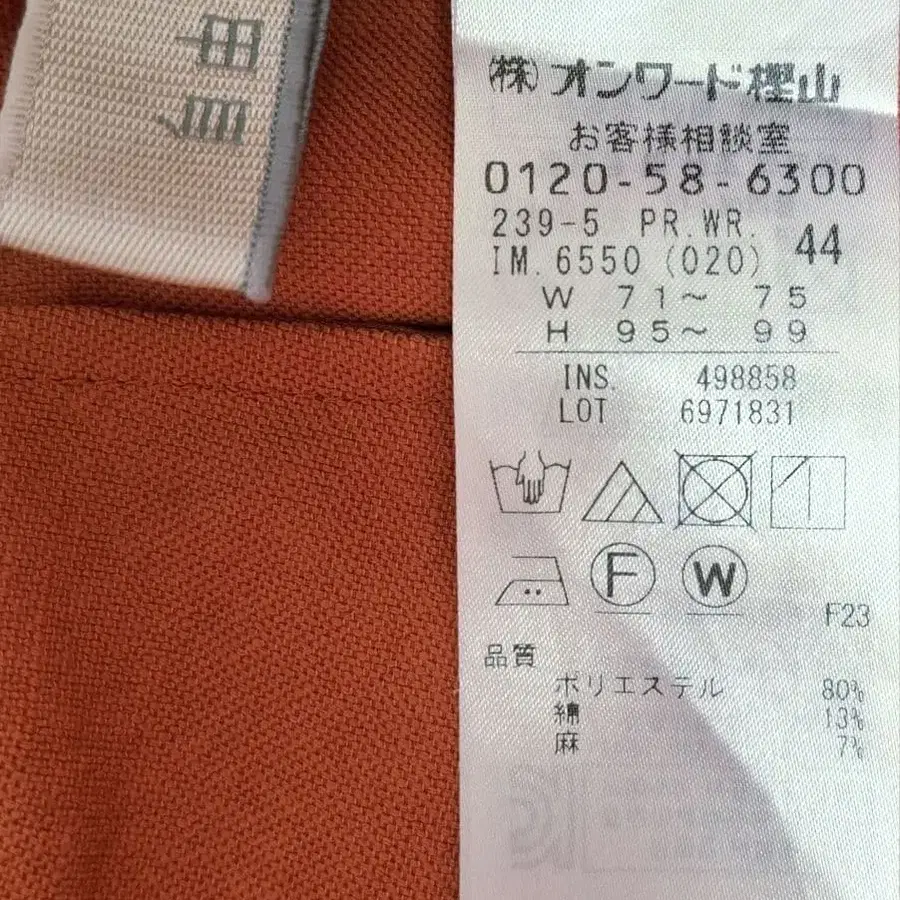 (株)オンワード樫山
お客様相談室
0120-58-6300
239-5 PR.WR.
IM.6550 (020) 44
W 71~ 75
H 95~ 99
INS. 498858
LOT 6971831
F
W
F23
品質
ポリエステル 80%
綿 13%
麻 7%